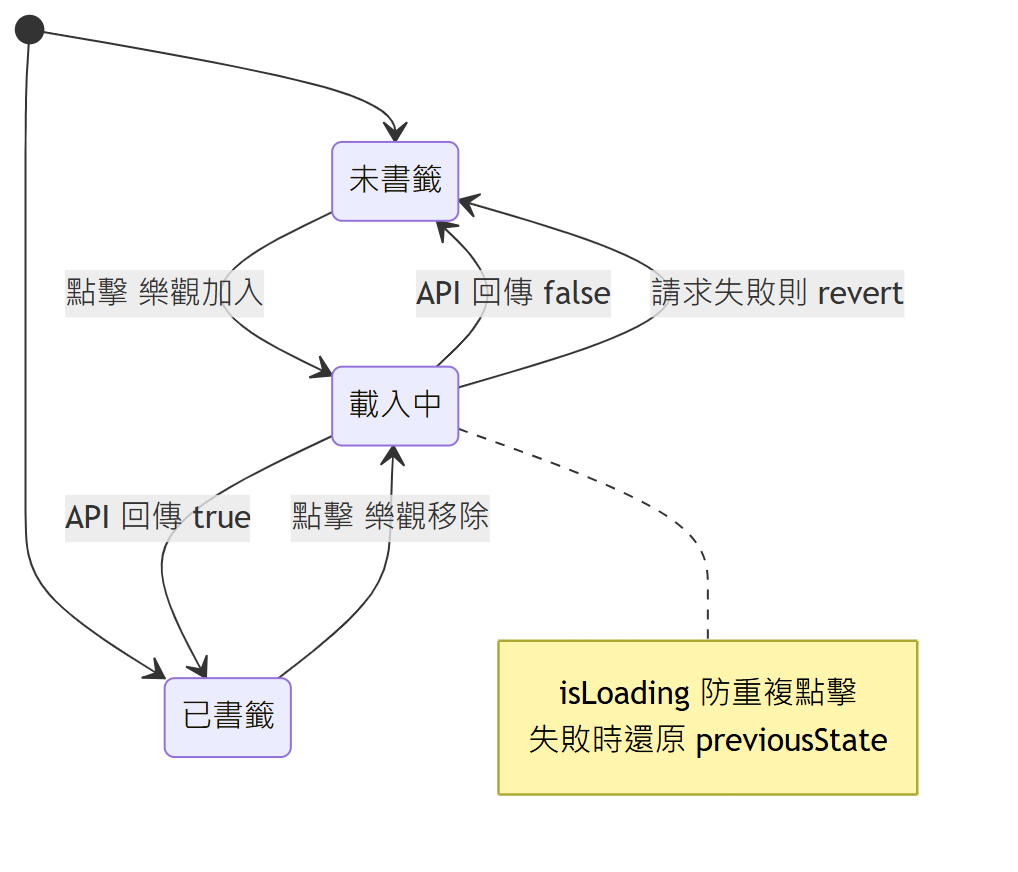 未書籤
點擊 樂觀加入
API 回傳 false
請求失敗則 revert
載入中
API 回傳 true
點擊 樂觀移除
isLoading 防重複點擊
失敗時還原 previousState
已書籤